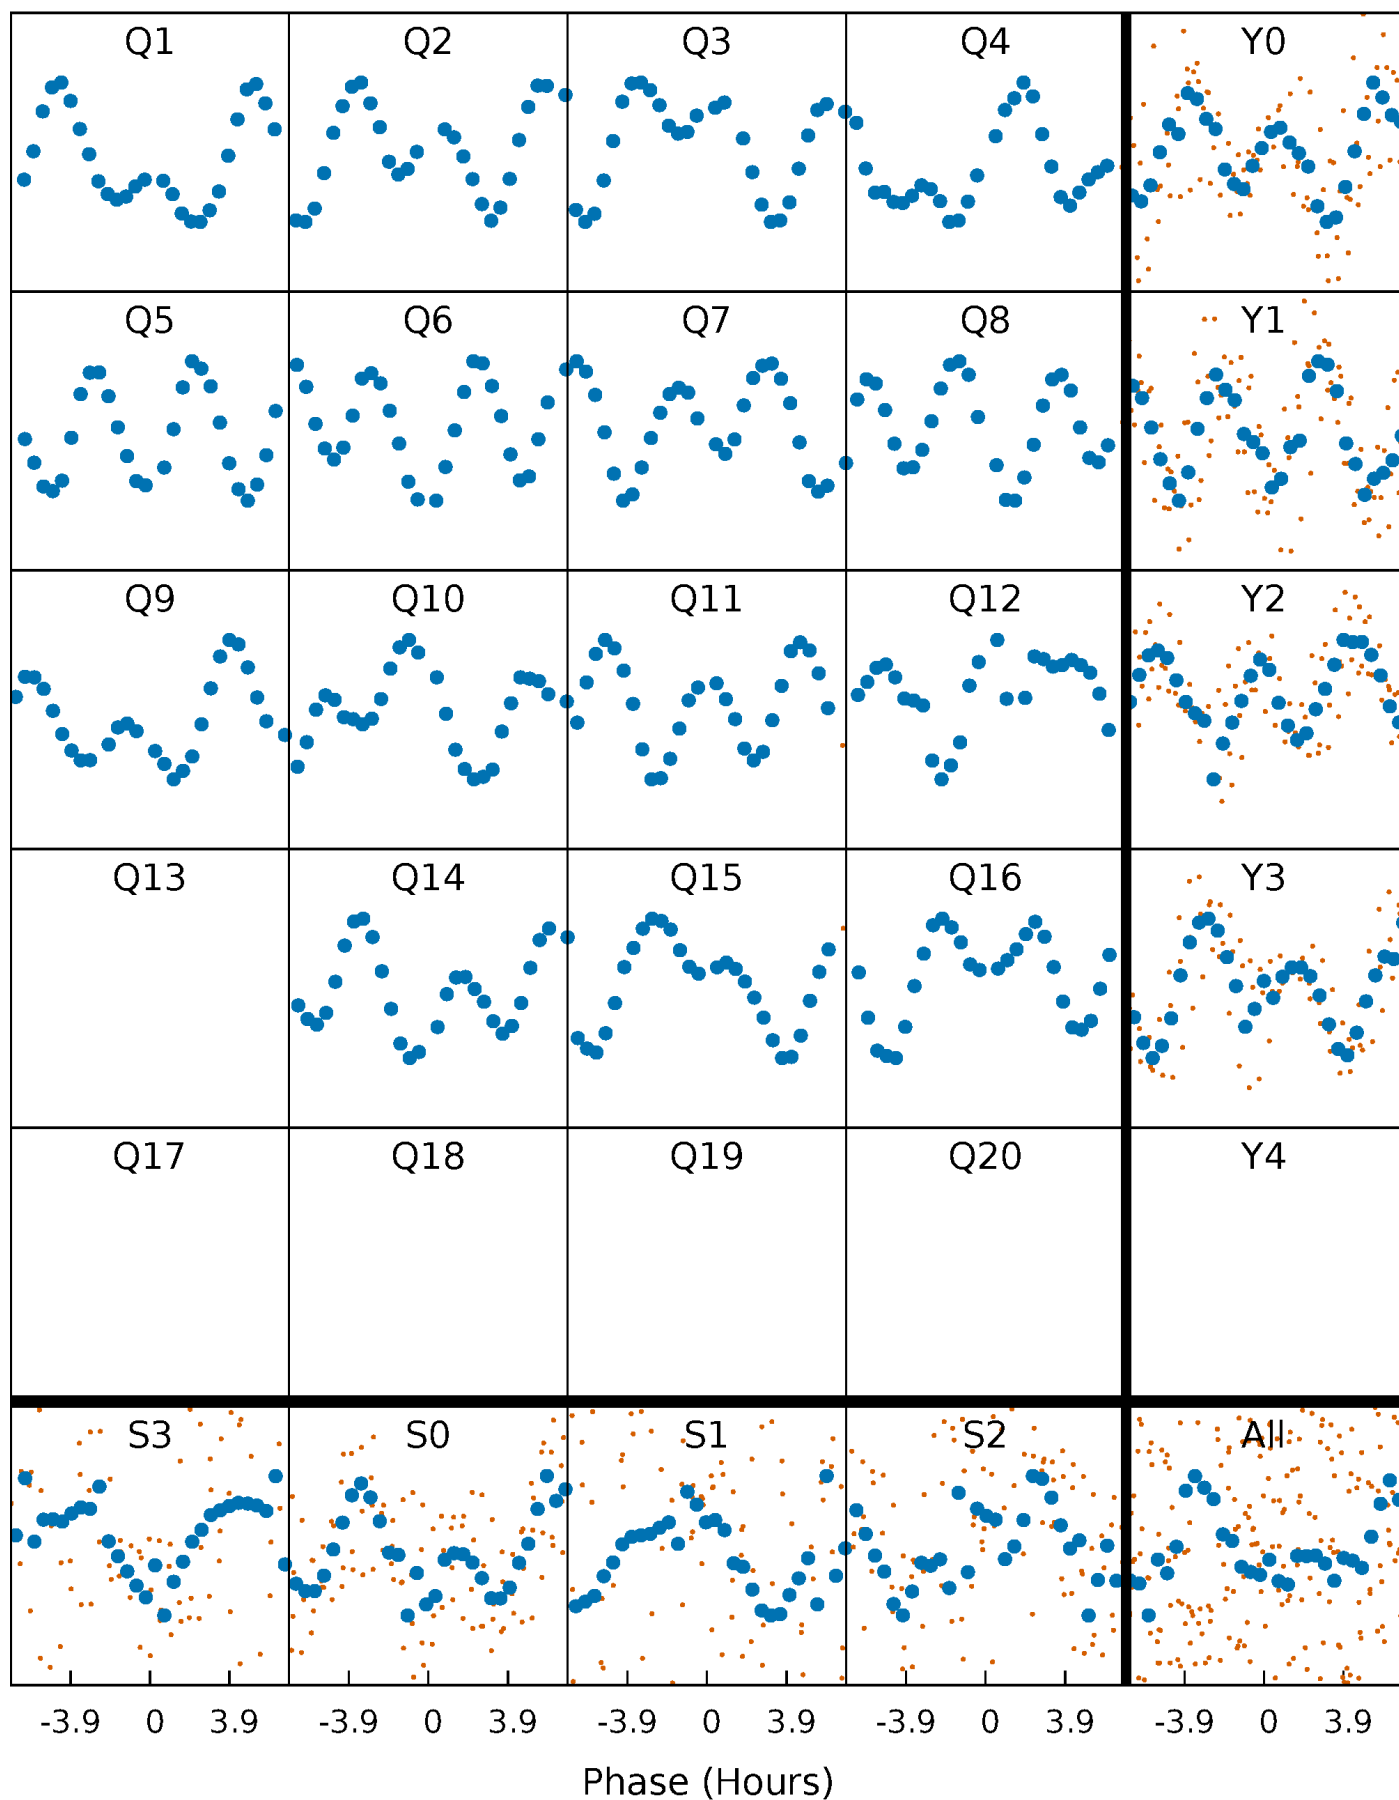 Q1 Q2 Q3 Q4 Y0
Q5 Q6 Q7 Q8 Y1
Q9 Q10 Q11 Q12 Y2
Q13 Q14 Q15 Q16 Y3
Q17 Q18 Q19 Q20 Y4
S3 S0 S1 S2 All
-3.9 0 3.9 -3.9 0 3.9 -3.9 0 3.9 -3.9 0 3.9 -3.9 0 3.9
Phase (Hours)